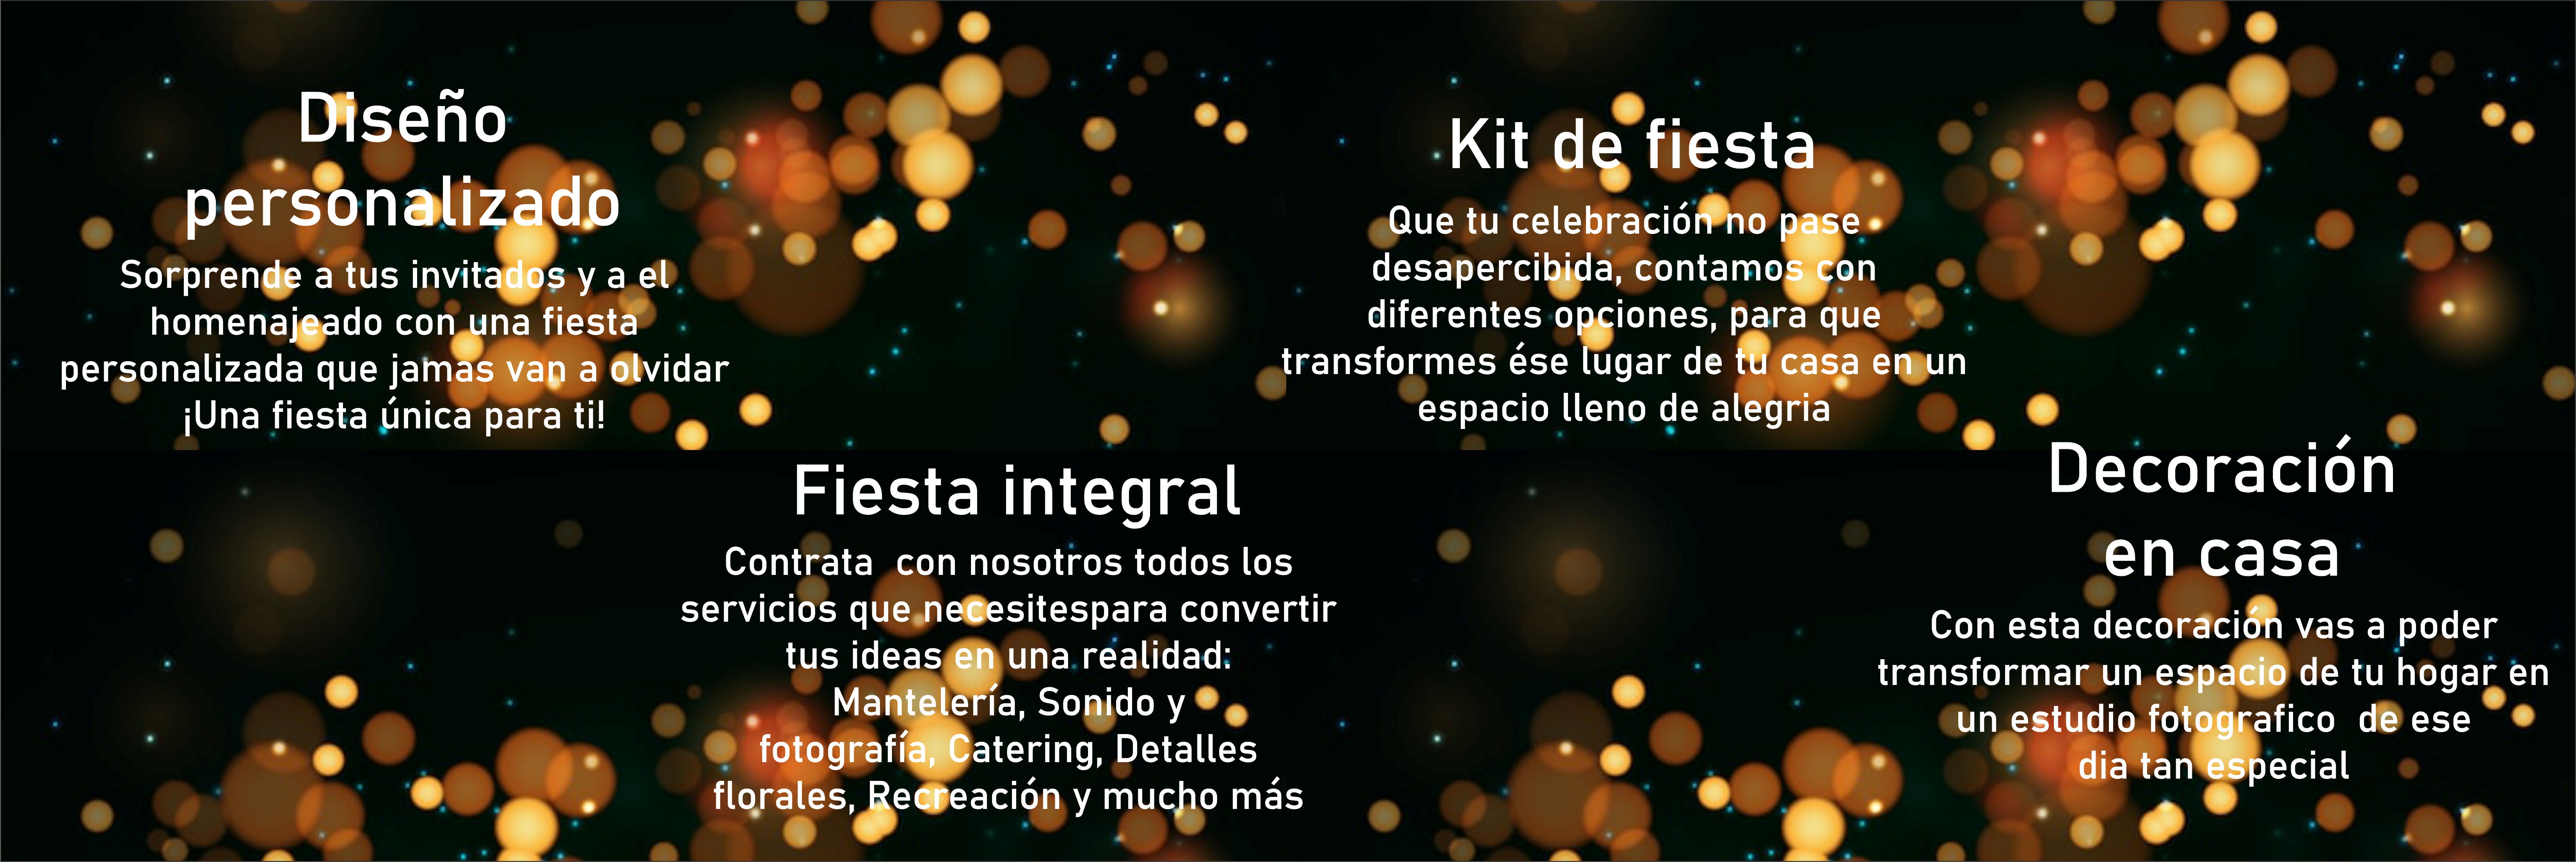 Diseño
personalizado
Sorprende a tus invitados y a el
homenajeado con una fiesta
personalizada que jamas van a olvidar
¡Una fiesta única para ti!
Kit de fiesta
Que tu celebración no pase
desapercibida, contamos con
diferentes opciones, para que
transformes ése lugar de tu casa en un
espacio lleno de alegria
Fiesta integral
Contrata  con nosotros todos los
servicios que necesitespara convertir
tus ideas en una realidad:
Mantelería, Sonido y
fotografía, Catering, Detalles
florales, Recreación y mucho más
Decoración
en casa
Con esta decoración vas a poder
transformar un espacio de tu hogar en
un estudio fotografico  de ese
dia tan especial